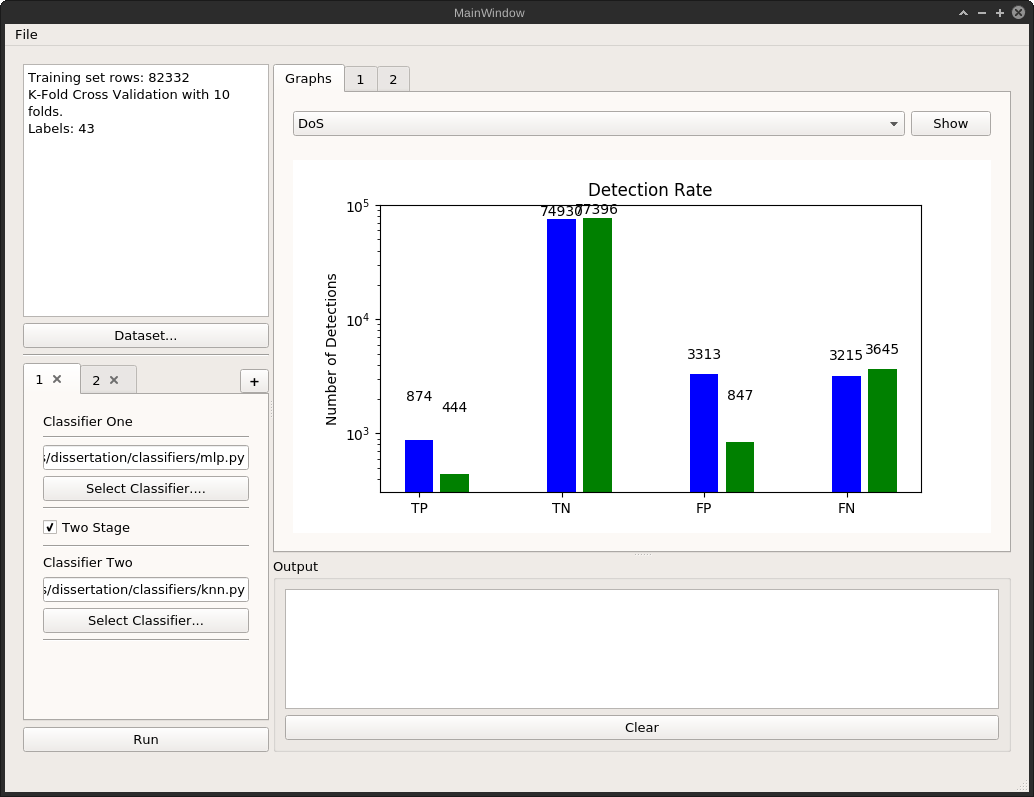 MainWindow
File
Training set rows: 82332
K-Fold Cross Validation with 10
folds.
Labels: 43
Dataset...
1
2
+
Classifier One
s/dissertation/classifiers/mlp.py
Select Classifier....
Two Stage
Classifier Two
s/dissertation/classifiers/knn.py
Select Classifier...
Run
Graphs
1
2
DoS
Show
Detection Rate
Number of Detections
10^5
10^4
10^3
874
444
74930
77396
3313
847
3215
3645
TP
TN
FP
FN
Output
Clear